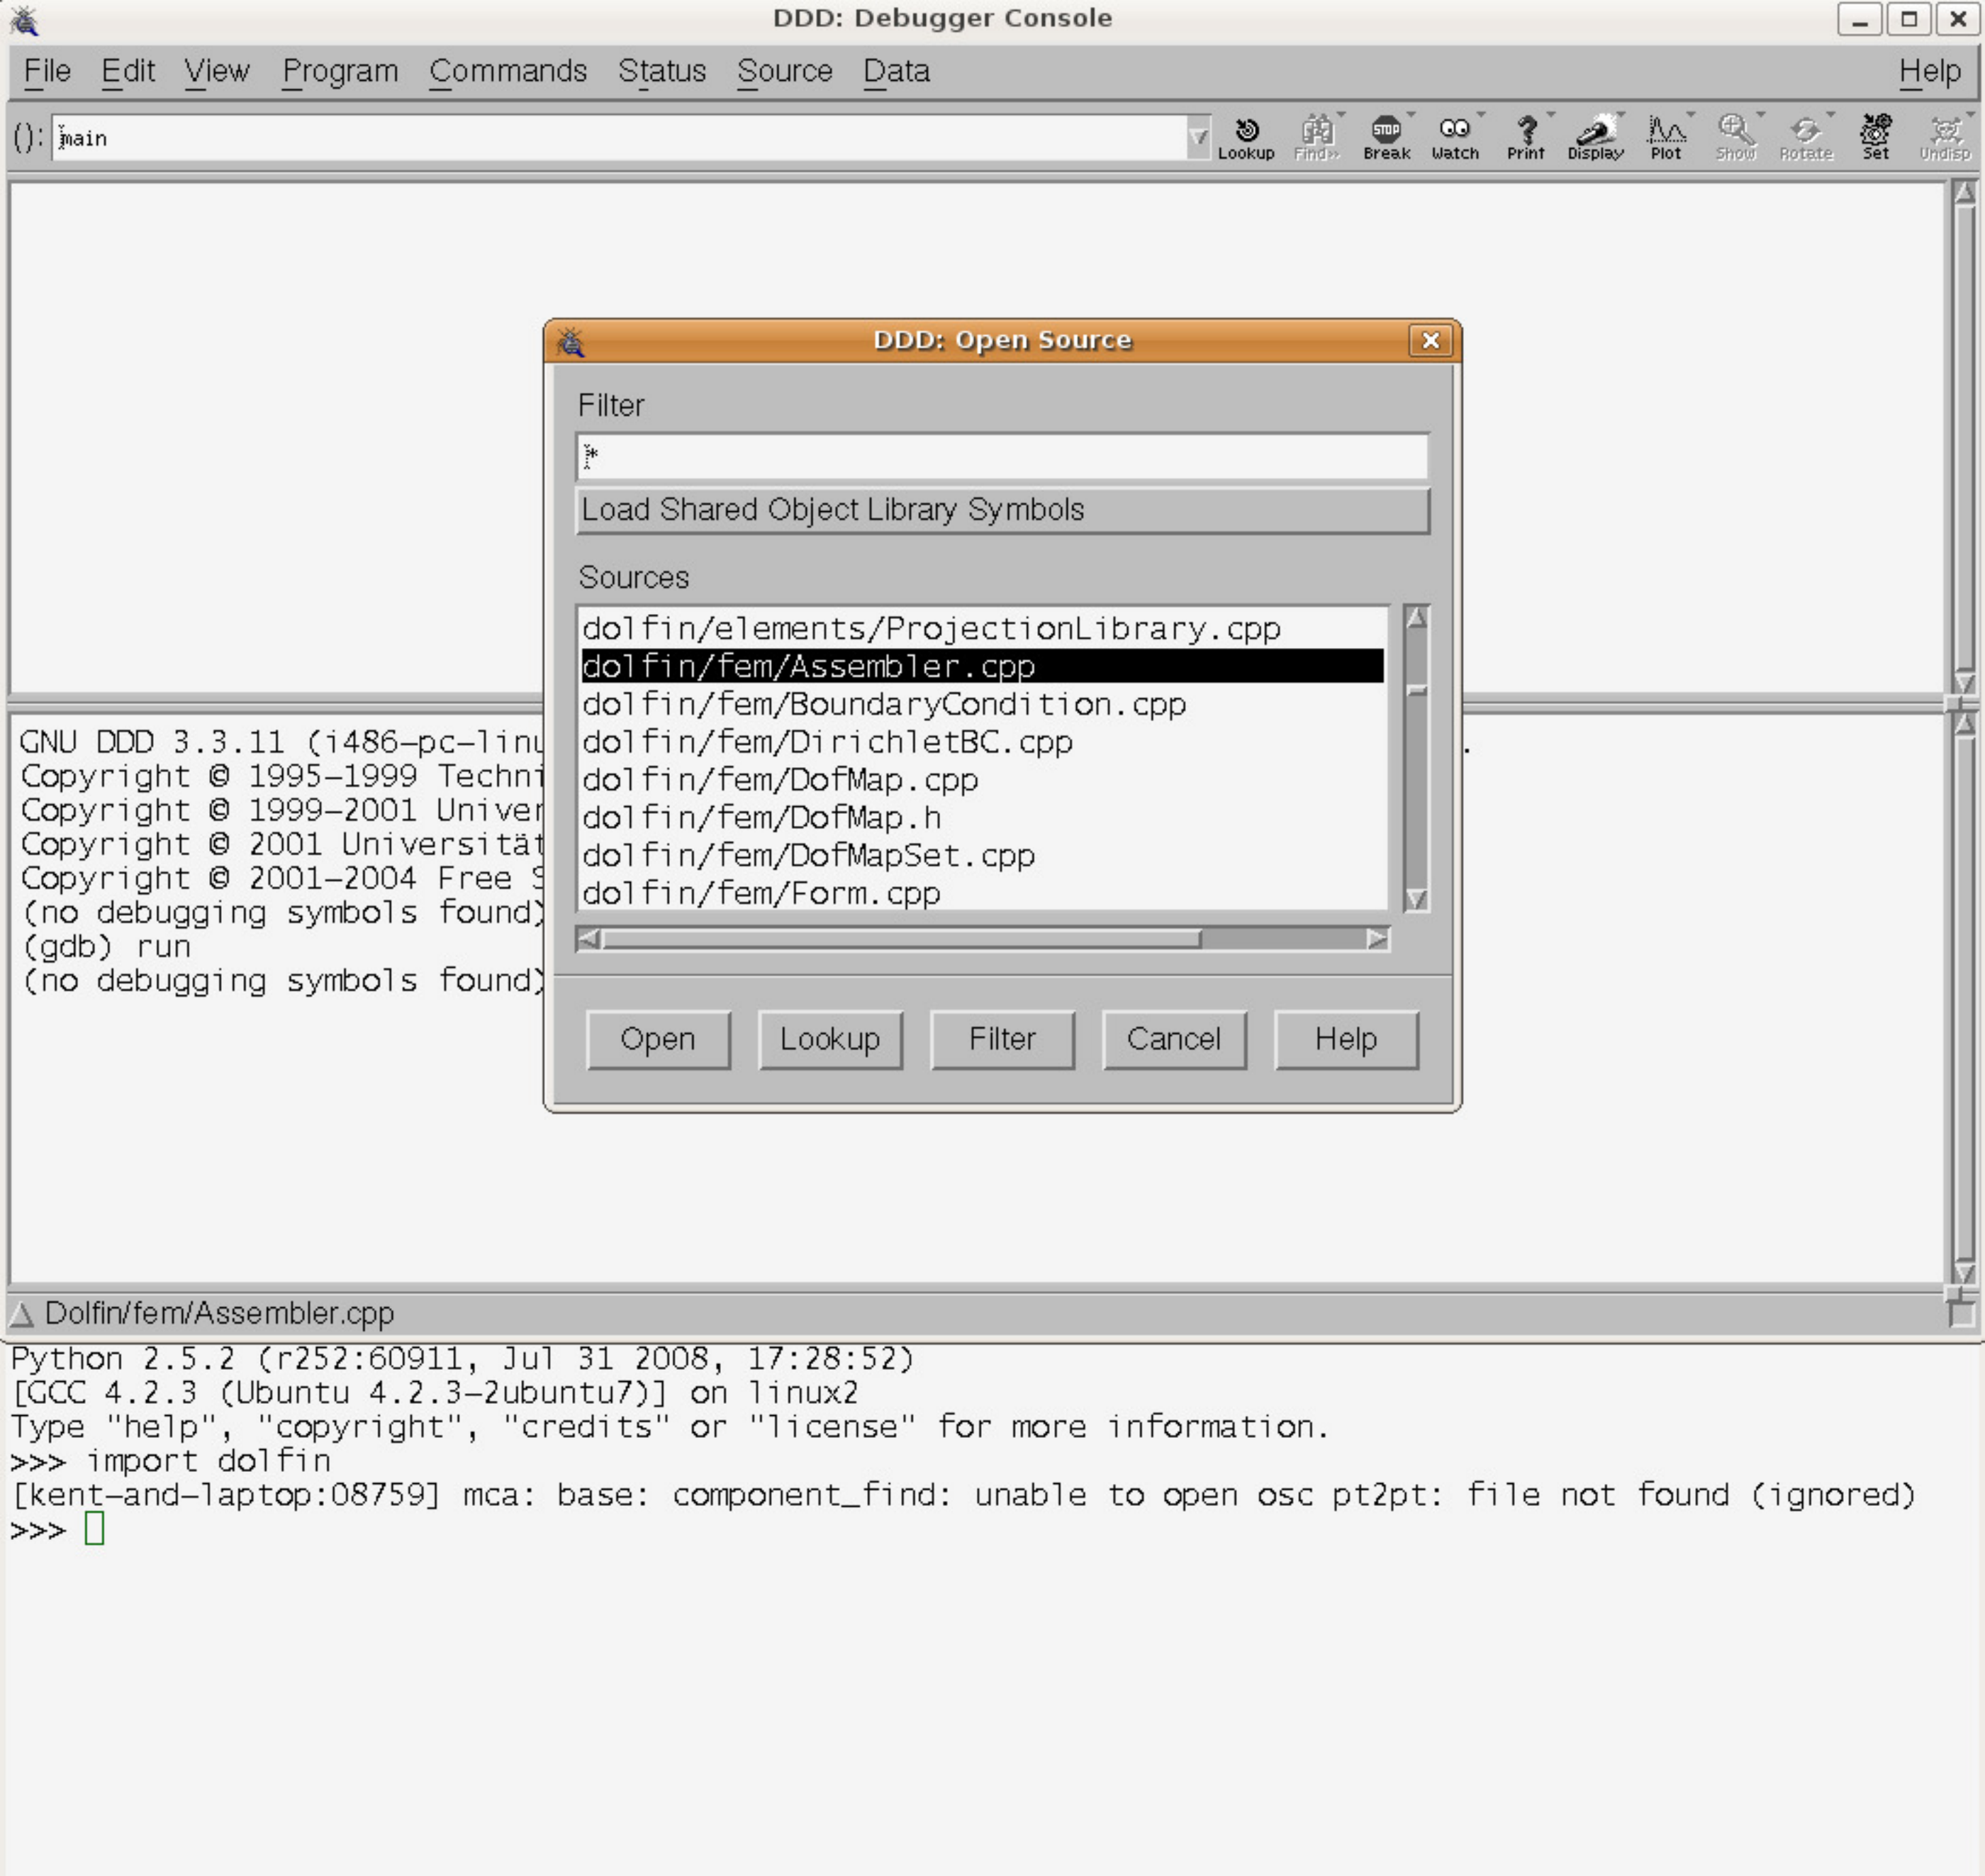 DDD: Debugger Console
File Edit View Program Commands Status Source Data Help
(): main
Lookup Find» Break Watch Print Display Plot Show Rotate Set Undisp
DDD: Open Source
Filter
*
Load Shared Object Library Symbols
Sources
dolfin/elements/ProjectionLibrary.cpp
dolfin/fem/Assembler.cpp
dolfin/fem/BoundaryCondition.cpp
dolfin/fem/DirichletBC.cpp
dolfin/fem/DofMap.cpp
dolfin/fem/DofMap.h
dolfin/fem/DofMapSet.cpp
dolfin/fem/Form.cpp
Open Lookup Filter Cancel Help
GNU DDD 3.3.11 (i486-pc-linu
Copyright © 1995-1999 Techni
Copyright © 1999-2001 Univer
Copyright © 2001 Universität
Copyright © 2001-2004 Free S
(no debugging symbols found)
(gdb) run
(no debugging symbols found)
Dolfin/fem/Assembler.cpp
Python 2.5.2 (r252:60911, Jul 31 2008, 17:28:52)
[GCC 4.2.3 (Ubuntu 4.2.3-2ubuntu7)] on linux2
Type "help", "copyright", "credits" or "license" for more information.
>>> import dolfin
[kent-and-laptop:08759] mca: base: component_find: unable to open osc pt2pt: file not found (ignored)
>>>